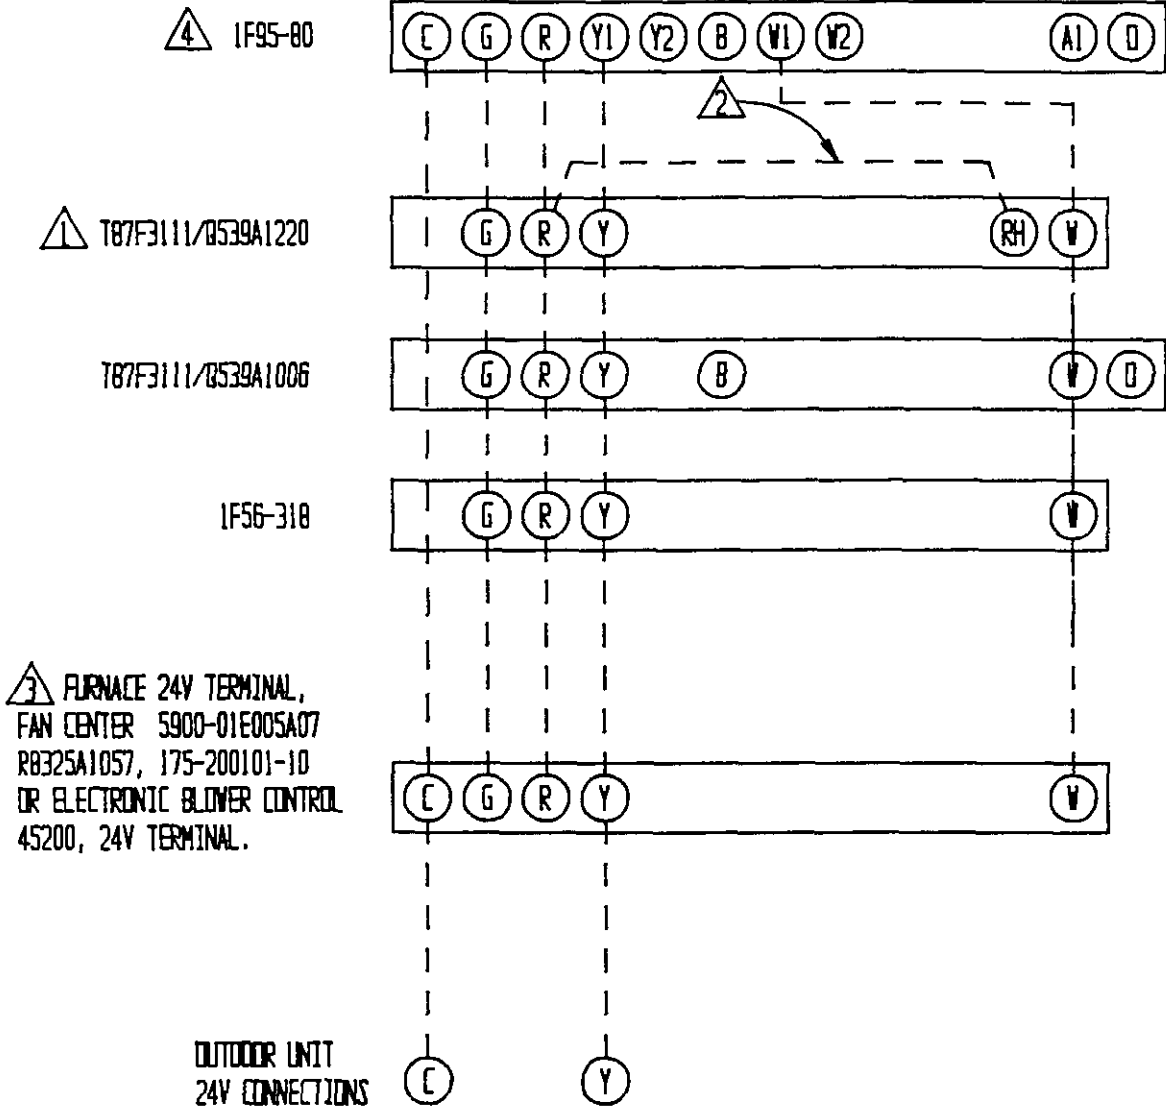 4 1F95-80 C G R Y1 Y2 B W1 W2 A1 O
2
1 T87F3111/Q539A1220 G R Y RH W
T87F3111/Q539A1006 G R Y B W O
1F56-318 G R Y W
3 FURNACE 24V TERMINAL,
FAN CENTER 5900-01E005A07
R8325A1057, 175-200101-10
OR ELECTRONIC BLOWER CONTROL
45200, 24V TERMINAL.
C G R Y W
OUTDOOR UNIT
24V CONNECTIONS
C Y